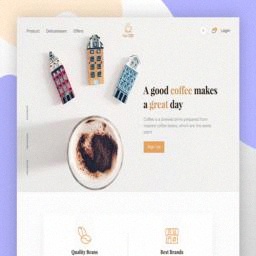 Product Delicatessen Offers
Login
A good coffee makes
a great day
Coffee is a brewed drink prepared from
roasted coffee beans, which are the seeds
Sign Up
Quality Beans
Best Brands